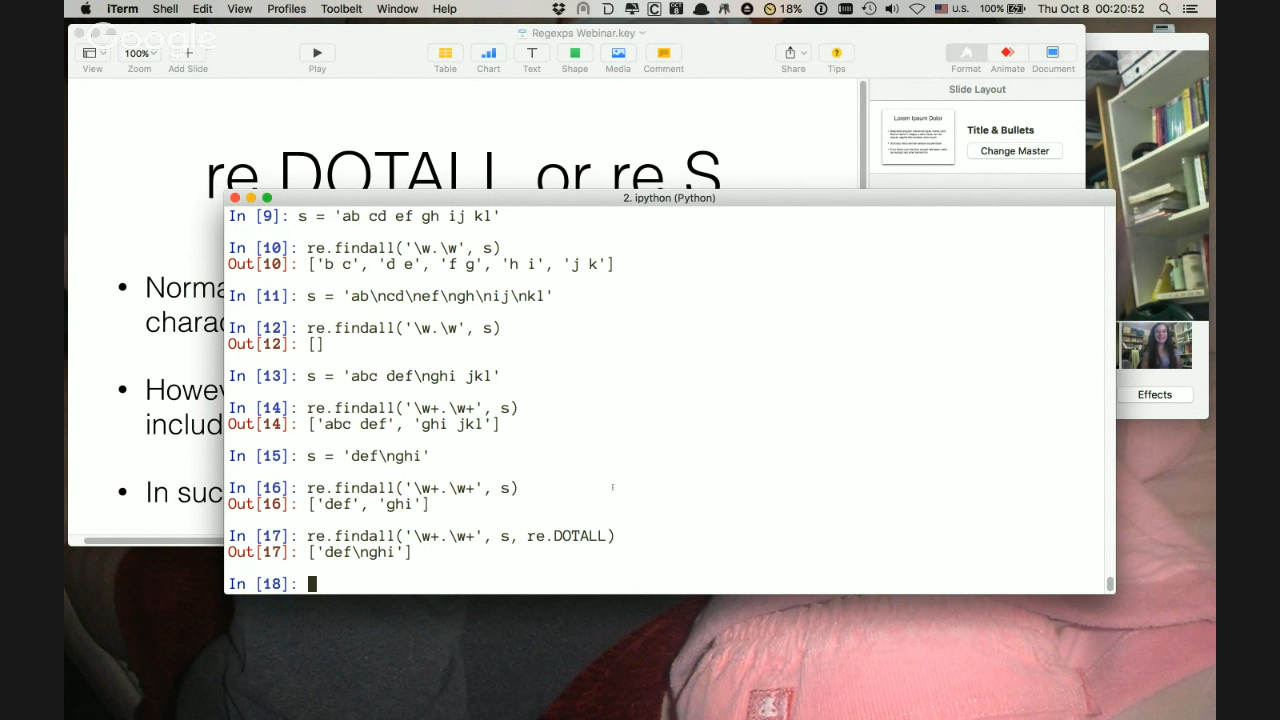 iTerm Shell Edit View Profiles Toolbelt Window Help 18% U.S. 100% Thu Oct 8 00:20:52
Google
Regexps Webinar.key
100%
View Zoom Add Slide Play Table Chart Text Shape Media Comment Share Tips Format Animate Document
Slide Layout
Lorem Ipsum Dolor
Title & Bullets
Change Master
re.DOTALL or re.S
2. ipython (Python)
In [9]: s = 'ab cd ef gh ij kl'
In [10]: re.findall('\w.\w', s)
Out[10]: ['b c', 'd e', 'f g', 'h i', 'j k']
In [11]: s = 'ab\ncd\nef\ngh\nij\nkl'
In [12]: re.findall('\w.\w', s)
Out[12]: []
In [13]: s = 'abc def\nghi jkl'
In [14]: re.findall('\w+.\w+', s)
Out[14]: ['abc def', 'ghi jkl']
In [15]: s = 'def\nghi'
In [16]: re.findall('\w+.\w+', s)
Out[16]: ['def', 'ghi']
In [17]: re.findall('\w+.\w+', s, re.DOTALL)
Out[17]: ['def\nghi']
In [18]:
• Norma
charac
• Howev
includ
• In suc
Effects